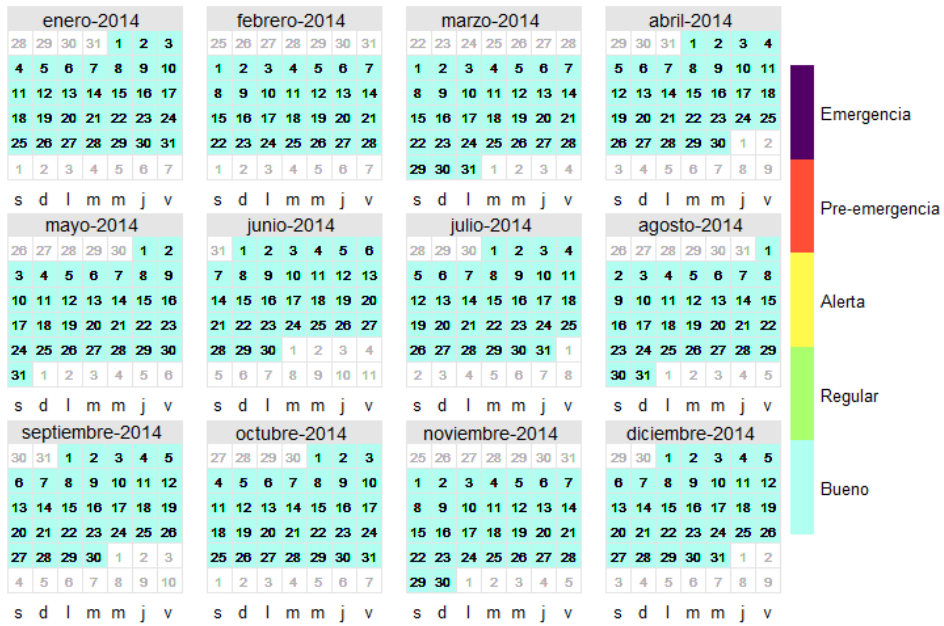 enero-2014
28 29 30 31 1 2 3
4 5 6 7 8 9 10
11 12 13 14 15 16 17
18 19 20 21 22 23 24
25 26 27 28 29 30 31
1 2 3 4 5 6 7
s d l m m j v
febrero-2014
25 26 27 28 29 30 31
1 2 3 4 5 6 7
8 9 10 11 12 13 14
15 16 17 18 19 20 21
22 23 24 25 26 27 28
1 2 3 4 5 6 7
s d l m m j v
marzo-2014
22 23 24 25 26 27 28
1 2 3 4 5 6 7
8 9 10 11 12 13 14
15 16 17 18 19 20 21
22 23 24 25 26 27 28
29 30 31 1 2 3 4
s d l m m j v
abril-2014
29 30 31 1 2 3 4
5 6 7 8 9 10 11
12 13 14 15 16 17 18
19 20 21 22 23 24 25
26 27 28 29 30 1 2
3 4 5 6 7 8 9
s d l m m j v
mayo-2014
26 27 28 29 30 1 2
3 4 5 6 7 8 9
10 11 12 13 14 15 16
17 18 19 20 21 22 23
24 25 26 27 28 29 30
31 1 2 3 4 5 6
s d l m m j v
junio-2014
31 1 2 3 4 5 6
7 8 9 10 11 12 13
14 15 16 17 18 19 20
21 22 23 24 25 26 27
28 29 30 1 2 3 4
5 6 7 8 9 10 11
s d l m m j v
julio-2014
28 29 30 1 2 3 4
5 6 7 8 9 10 11
12 13 14 15 16 17 18
19 20 21 22 23 24 25
26 27 28 29 30 31 1
2 3 4 5 6 7 8
s d l m m j v
agosto-2014
26 27 28 29 30 31 1
2 3 4 5 6 7 8
9 10 11 12 13 14 15
16 17 18 19 20 21 22
23 24 25 26 27 28 29
30 31 1 2 3 4 5
s d l m m j v
septiembre-2014
30 31 1 2 3 4 5
6 7 8 9 10 11 12
13 14 15 16 17 18 19
20 21 22 23 24 25 26
27 28 29 30 1 2 3
4 5 6 7 8 9 10
s d l m m j v
octubre-2014
27 28 29 30 1 2 3
4 5 6 7 8 9 10
11 12 13 14 15 16 17
18 19 20 21 22 23 24
25 26 27 28 29 30 31
1 2 3 4 5 6 7
s d l m m j v
noviembre-2014
25 26 27 28 29 30 31
1 2 3 4 5 6 7
8 9 10 11 12 13 14
15 16 17 18 19 20 21
22 23 24 25 26 27 28
29 30 1 2 3 4 5
s d l m m j v
diciembre-2014
29 30 1 2 3 4 5
6 7 8 9 10 11 12
13 14 15 16 17 18 19
20 21 22 23 24 25 26
27 28 29 30 31 1 2
3 4 5 6 7 8 9
s d l m m j v
Emergencia
Pre-emergencia
Alerta
Regular
Bueno